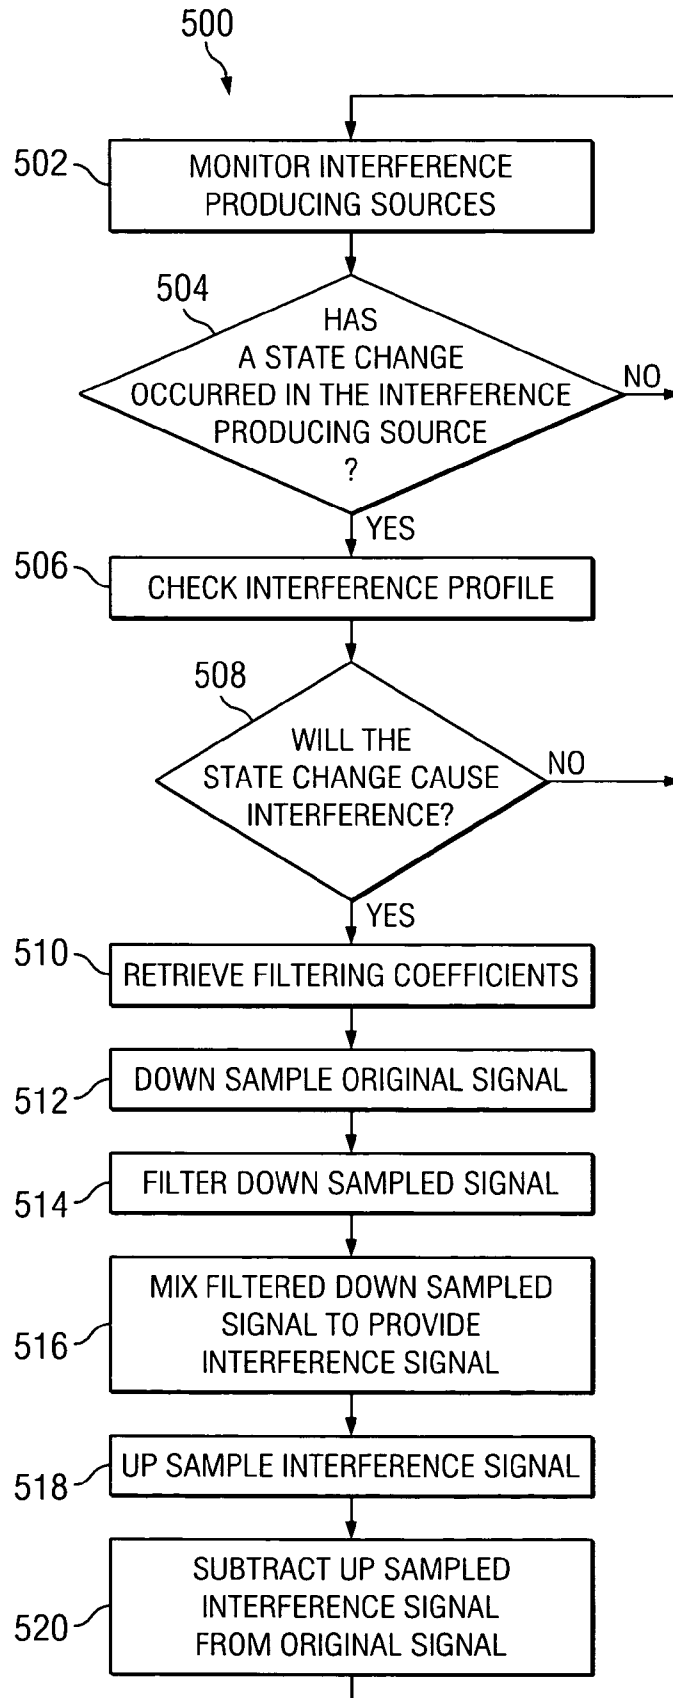 500
502
MONITOR INTERFERENCE
PRODUCING SOURCES
504
HAS
A STATE CHANGE
OCCURRED IN THE INTERFERENCE
PRODUCING SOURCE
?
NO
YES
506
CHECK INTERFERENCE PROFILE
508
WILL THE
STATE CHANGE CAUSE
INTERFERENCE?
NO
YES
510
RETRIEVE FILTERING COEFFICIENTS
512
DOWN SAMPLE ORIGINAL SIGNAL
514
FILTER DOWN SAMPLED SIGNAL
516
MIX FILTERED DOWN SAMPLED
SIGNAL TO PROVIDE
INTERFERENCE SIGNAL
518
UP SAMPLE INTERFERENCE SIGNAL
520
SUBTRACT UP SAMPLED
INTERFERENCE SIGNAL
FROM ORIGINAL SIGNAL